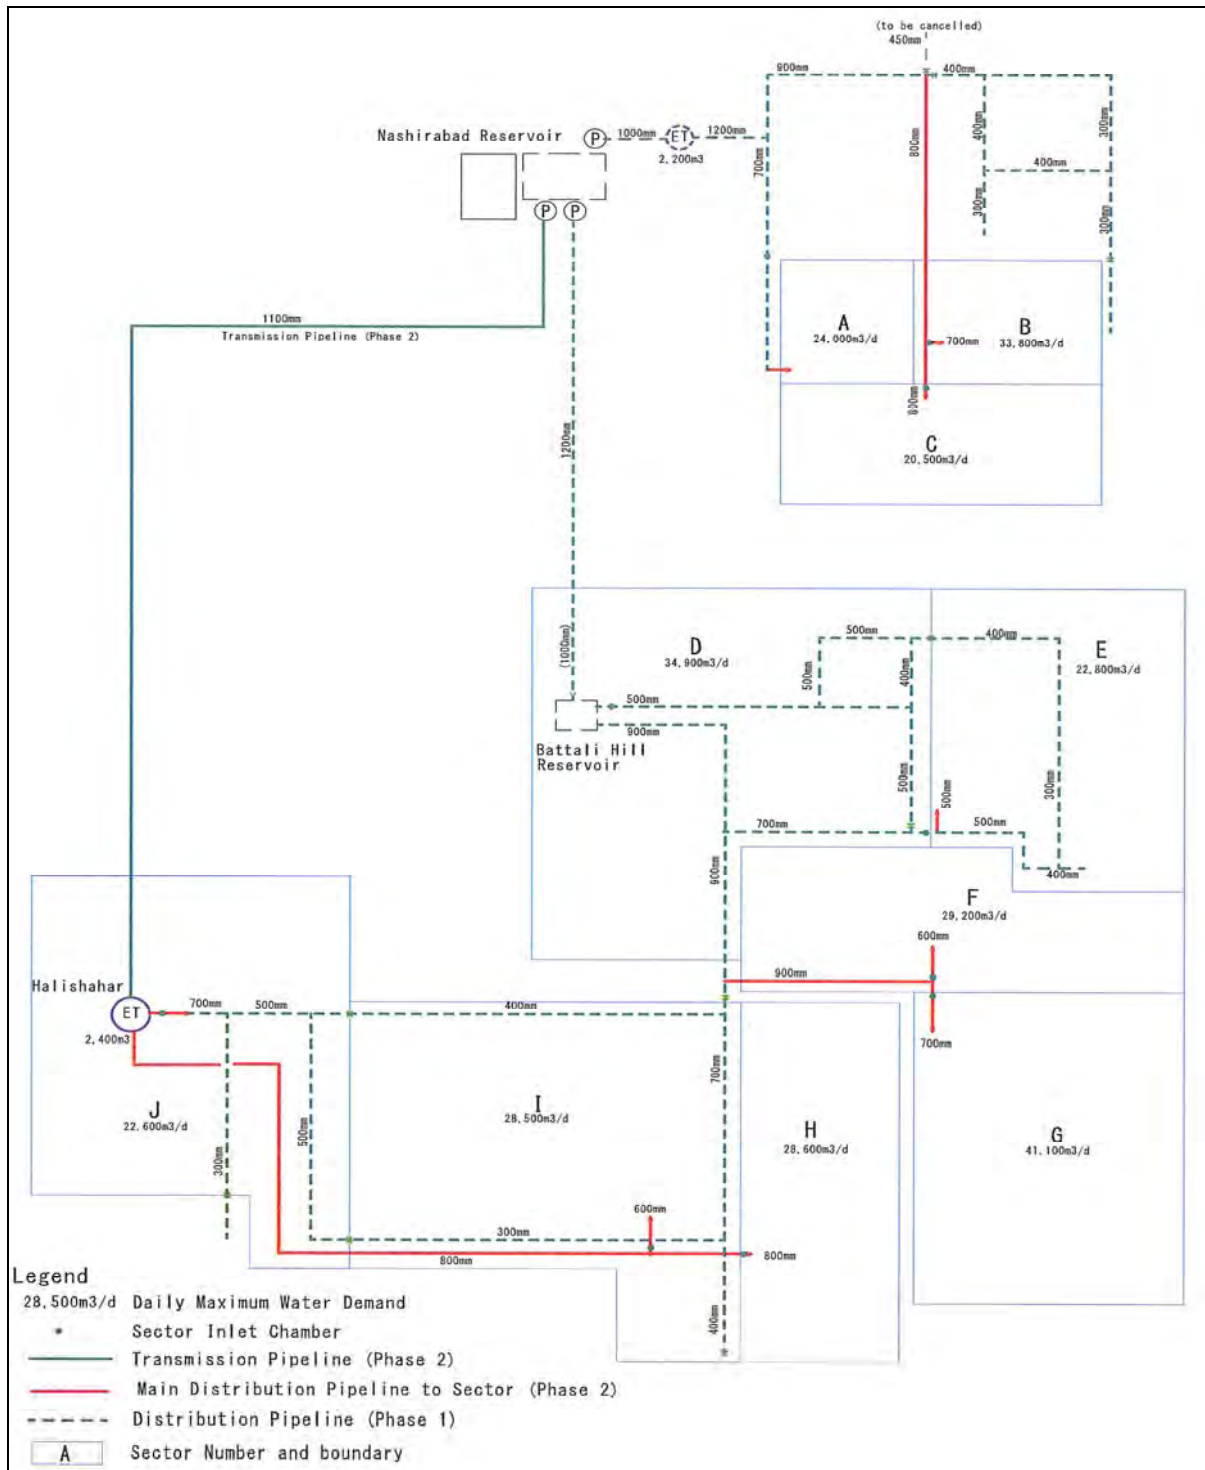 (to be cancelled)
450mm
900mm
400mm
Nashirabad Reservoir
P
1000mm
ET
1200mm
2,200m3
700mm
800mm
400mm
300mm
400mm
300mm
300mm
P
P
1100mm
Transmission Pipeline (Phase 2)
A
24,000m3/d
B
33,800m3/d
700mm
800mm
C
20,500m3/d
1200mm
(1000mm)
D
34,900m3/d
500mm
400mm
E
22,800m3/d
500mm
400mm
500mm
900mm
Battali Hill
Reservoir
500mm
300mm
500mm
700mm
500mm
900mm
400mm
F
29,200m3/d
600mm
900mm
700mm
Halishahar
ET
2,400m3
700mm
500mm
400mm
700mm
J
22,600m3/d
500mm
I
28,500m3/d
H
28,600m3/d
G
41,100m3/d
300mm
600mm
300mm
800mm
800mm
400mm
Legend
28,500m3/d Daily Maximum Water Demand
Sector Inlet Chamber
Transmission Pipeline (Phase 2)
Main Distribution Pipeline to Sector (Phase 2)
Distribution Pipeline (Phase 1)
A Sector Number and boundary